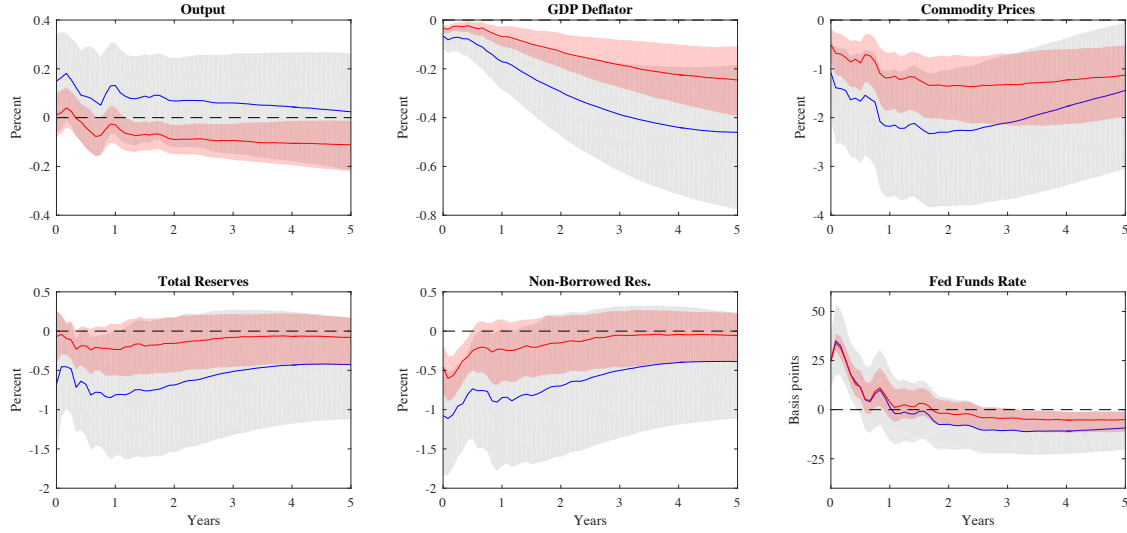 Output
GDP Deflator
Commodity Prices
Percent
0.4
0.2
0
-0.2
-0.4
0 1 2 3 4 5
Percent
0
-0.2
-0.4
-0.6
-0.8
0 1 2 3 4 5
Percent
0
-1
-2
-3
-4
0 1 2 3 4 5
Total Reserves
Non-Borrowed Res.
Fed Funds Rate
Percent
0.5
0
-0.5
-1
-1.5
-2
0 1 2 3 4 5
Years
Percent
0.5
0
-0.5
-1
-1.5
-2
0 1 2 3 4 5
Years
Basis points
50
25
0
-25
0 1 2 3 4 5
Years